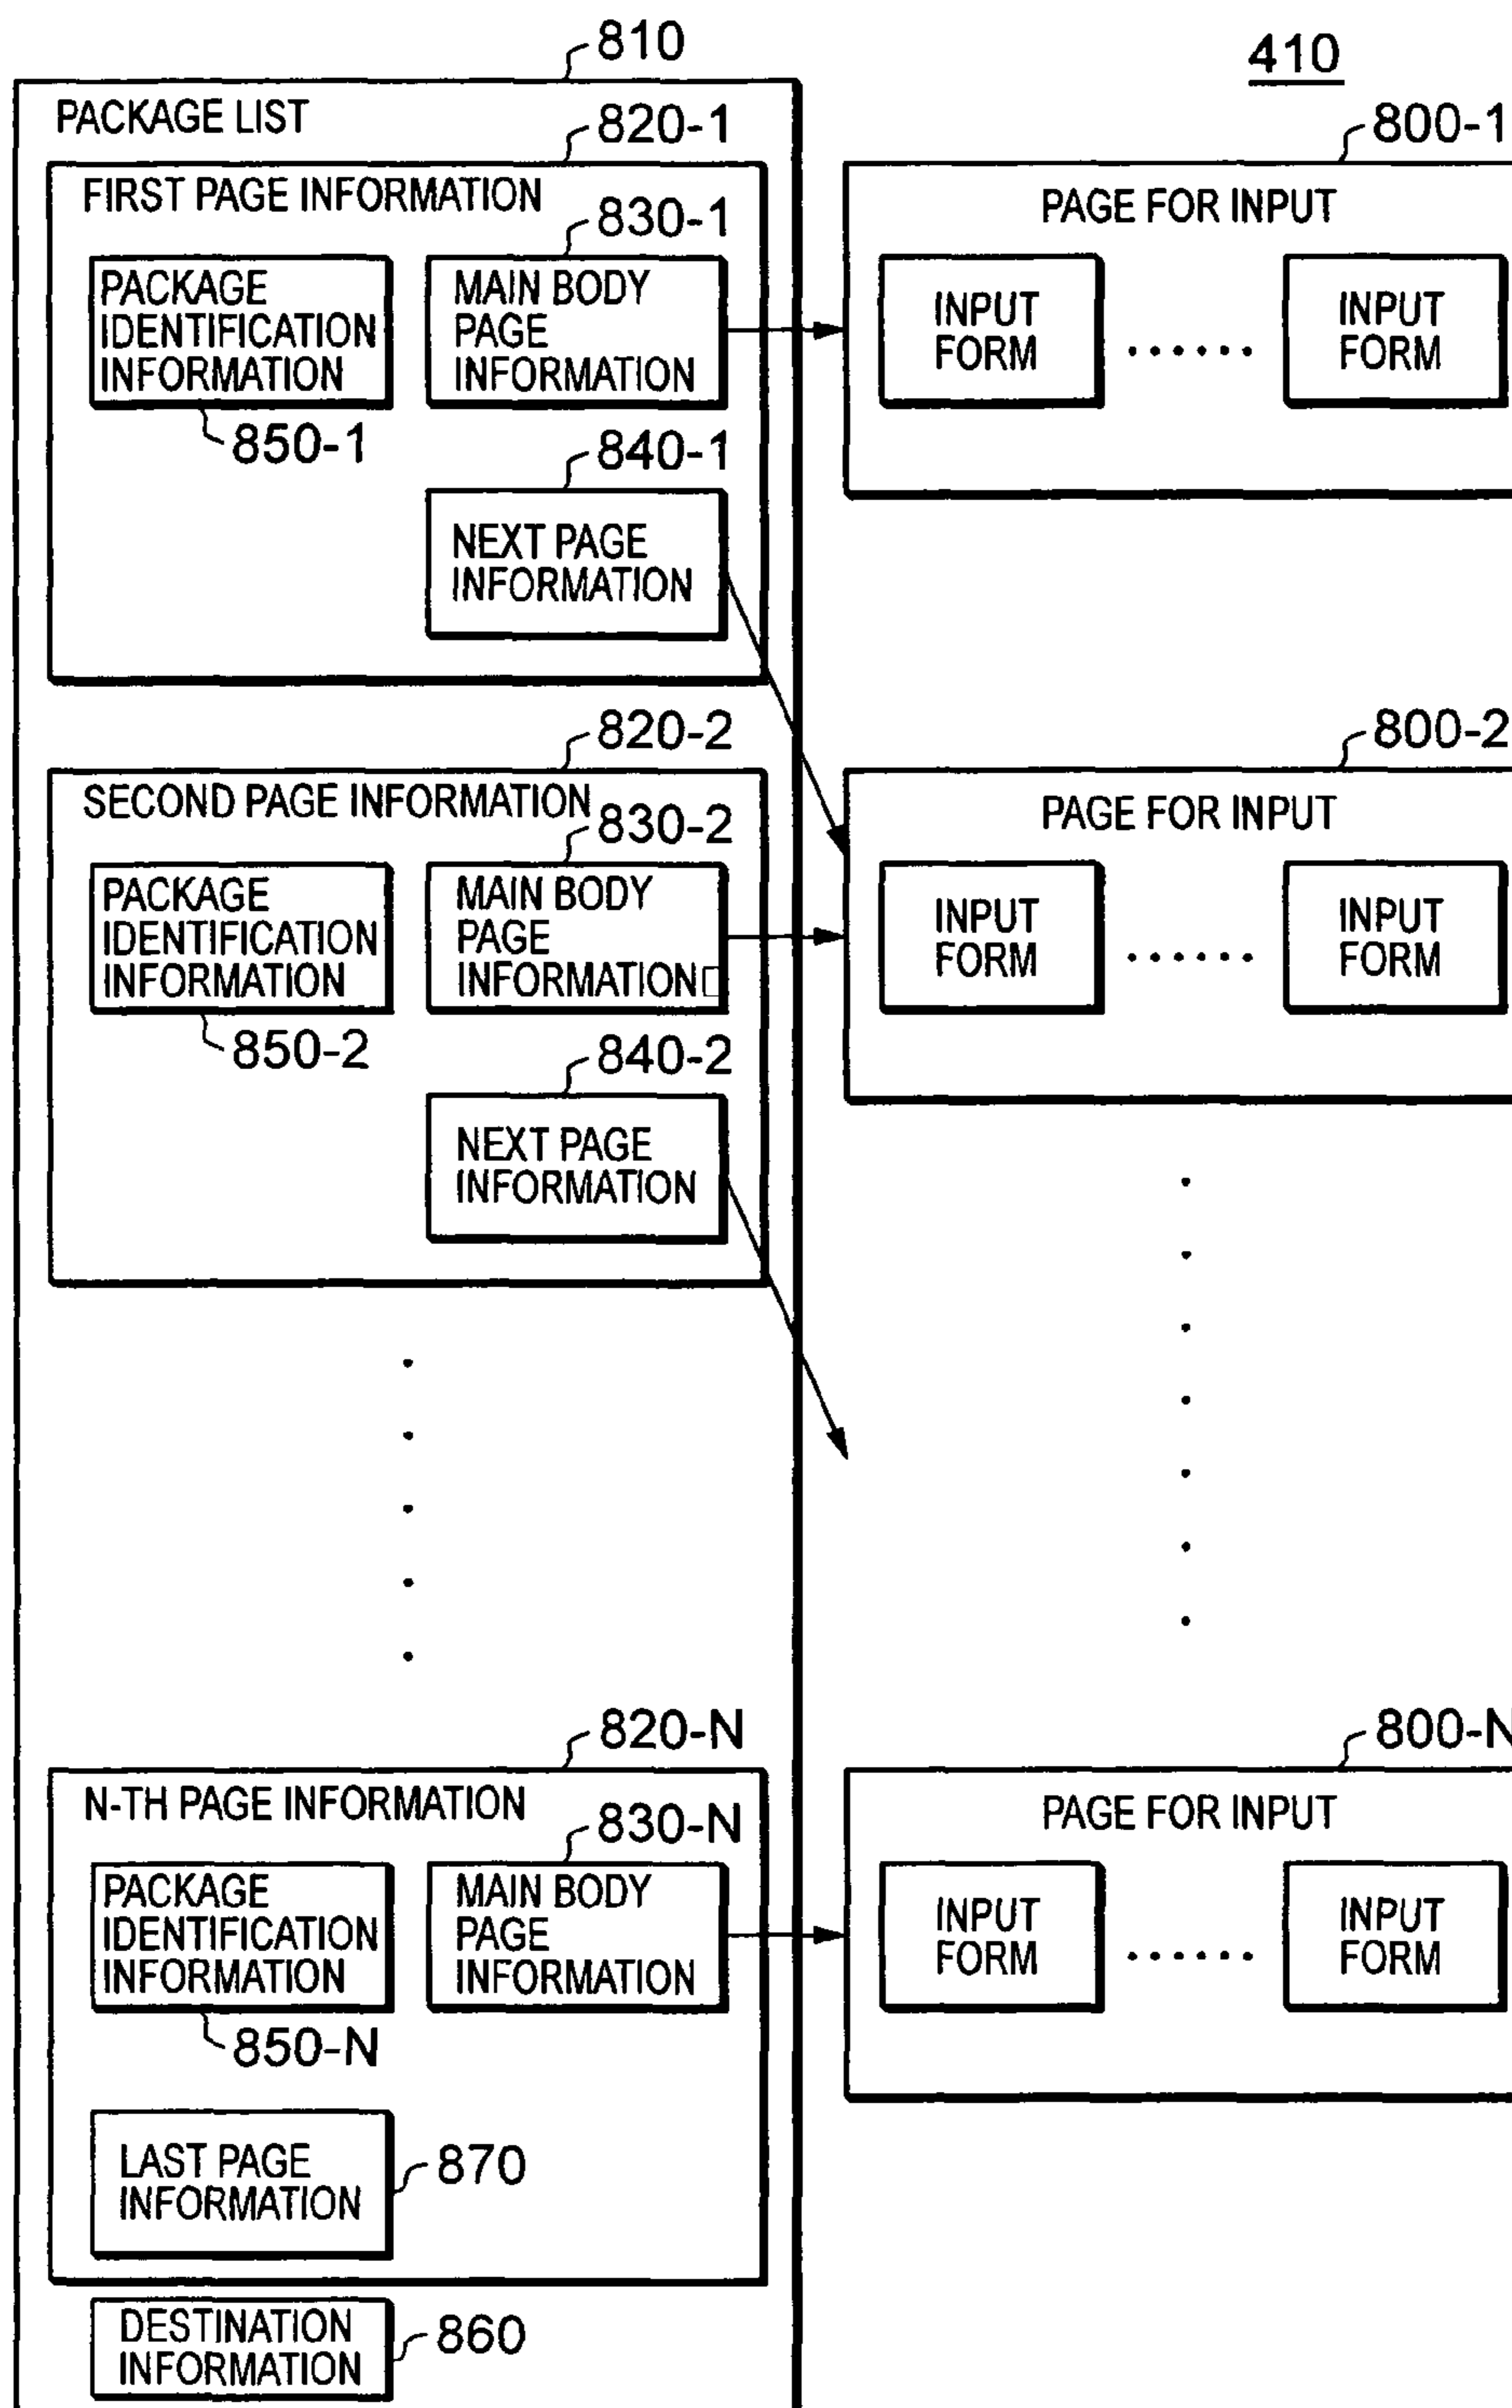 810
410
PACKAGE LIST
820-1
800-1
FIRST PAGE INFORMATION
PAGE FOR INPUT
830-1
PACKAGE
IDENTIFICATION
INFORMATION
MAIN BODY
PAGE
INFORMATION
INPUT
FORM
......
INPUT
FORM
850-1
840-1
NEXT PAGE
INFORMATION
820-2
800-2
SECOND PAGE INFORMATION
PAGE FOR INPUT
830-2
PACKAGE
IDENTIFICATION
INFORMATION
MAIN BODY
PAGE
INFORMATION
INPUT
FORM
......
INPUT
FORM
850-2
840-2
NEXT PAGE
INFORMATION
820-N
800-N
N-TH PAGE INFORMATION
PAGE FOR INPUT
830-N
PACKAGE
IDENTIFICATION
INFORMATION
MAIN BODY
PAGE
INFORMATION
INPUT
FORM
......
INPUT
FORM
850-N
LAST PAGE
INFORMATION
870
DESTINATION
INFORMATION
860